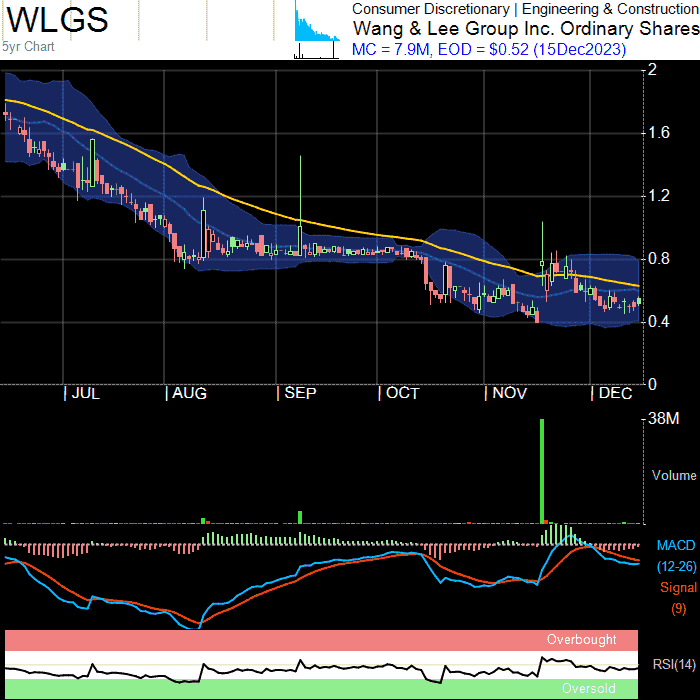 WLGS
5yr Chart
Consumer Discretionary | Engineering & Construction
Wang & Lee Group Inc. Ordinary Shares
MC = 7.9M, EOD = $0.52 (15Dec2023)
2
1.6
1.2
0.8
0.4
0
| JUL | AUG | SEP | OCT | NOV | DEC
38M
Volume
MACD
(12-26)
Signal
(9)
Overbought
RSI(14)
Oversold